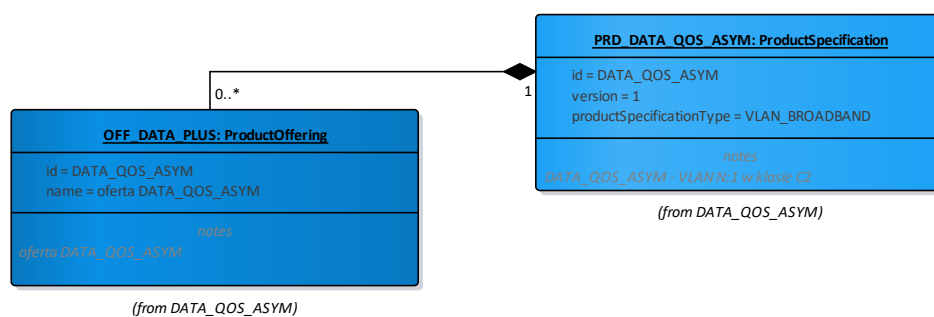 PRD_DATA_QOS_ASYM: ProductSpecification
id = DATA_QOS_ASYM
version = 1
productSpecificationType = VLAN_BROADBAND
notes
DATA_QOS_ASYM - VLAN N:1 w klasie C2
(from DATA_QOS_ASYM)
1
0..*
OFF_DATA_PLUS: ProductOffering
id = DATA_QOS_ASYM
name = oferta DATA_QOS_ASYM
notes
oferta DATA_QOS_ASYM
(from DATA_QOS_ASYM)